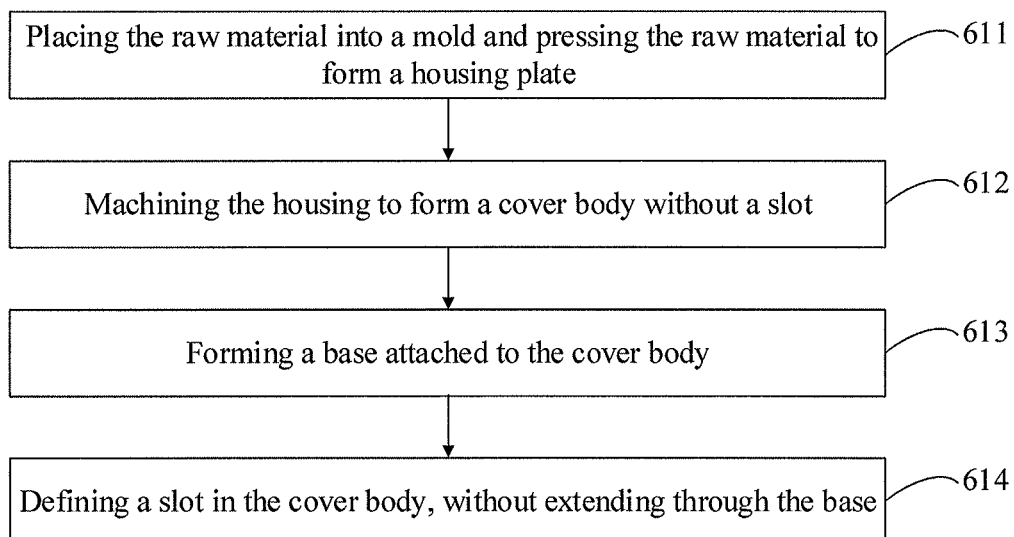 Placing the raw material into a mold and pressing the raw material to
form a housing plate
611
Machining the housing to form a cover body without a slot
612
Forming a base attached to the cover body
613
Defining a slot in the cover body, without extending through the base
614